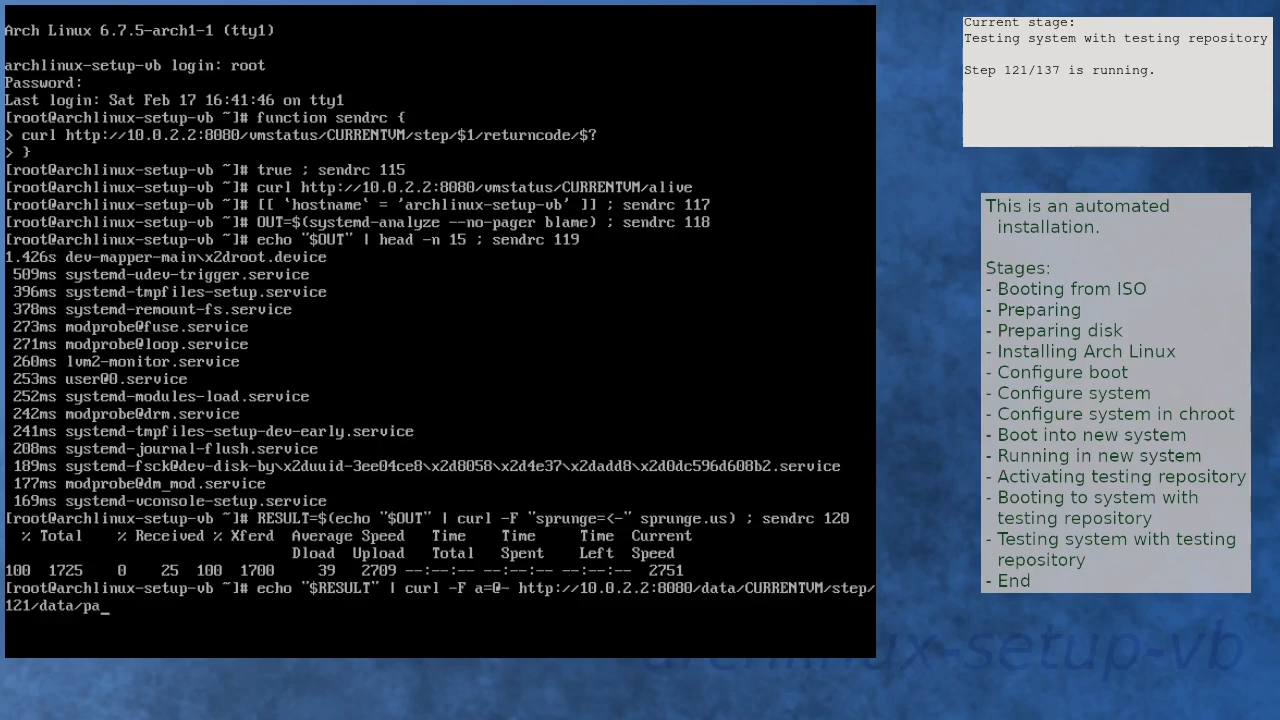 Arch Linux 6.7.5-arch1-1 (tty1)
archlinux-setup-vb login: root
Password:
Last login: Sat Feb 17 16:41:46 on tty1
[root@archlinux-setup-vb ~]# function sendrc {
> curl http://10.0.2.2:8080/vmstatus/CURRENTVM/step/$1/returncode/$?
> }
[root@archlinux-setup-vb ~]# true ; sendrc 115
[root@archlinux-setup-vb ~]# curl http://10.0.2.2:8080/vmstatus/CURRENTVM/alive
[root@archlinux-setup-vb ~]# [[ `hostname` = 'archlinux-setup-vb' ]] ; sendrc 117
[root@archlinux-setup-vb ~]# OUT=$(systemd-analyze --no-pager blame) ; sendrc 118
[root@archlinux-setup-vb ~]# echo "$OUT" | head -n 15 ; sendrc 119
1.426s dev-mapper-main\x2droot.device
509ms systemd-udev-trigger.service
396ms systemd-tmpfiles-setup.service
378ms systemd-remount-fs.service
273ms modprobe@fuse.service
271ms modprobe@loop.service
260ms lvm2-monitor.service
253ms user@0.service
252ms systemd-modules-load.service
242ms modprobe@drm.service
241ms systemd-tmpfiles-setup-dev-early.service
208ms systemd-journal-flush.service
189ms systemd-fsck@dev-disk-by\x2duuid-3ee04ce8\x2d8058\x2d4e37\x2dadd8\x2d0dc596d608b2.service
177ms modprobe@dm_mod.service
169ms systemd-vconsole-setup.service
[root@archlinux-setup-vb ~]# RESULT=$(echo "$OUT" | curl -F "sprunge=<-" sprunge.us) ; sendrc 120
% Total % Received % Xferd Average Speed Time Time Time Current
Dload Upload Total Spent Left Speed
100 1725 0 25 100 1700 39 2709 --:--:-- --:--:-- --:--:-- 2751
[root@archlinux-setup-vb ~]# echo "$RESULT" | curl -F a=@- http://10.0.2.2:8080/data/CURRENTVM/step/
121/data/pa_
Current stage:
Testing system with testing repository
Step 121/137 is running.
This is an automated
installation.
Stages:
- Booting from ISO
- Preparing
- Preparing disk
- Installing Arch Linux
- Configure boot
- Configure system
- Configure system in chroot
- Boot into new system
- Running in new system
- Activating testing repository
- Booting to system with
testing repository
- Testing system with testing
repository
- End
archlinux-setup-vb